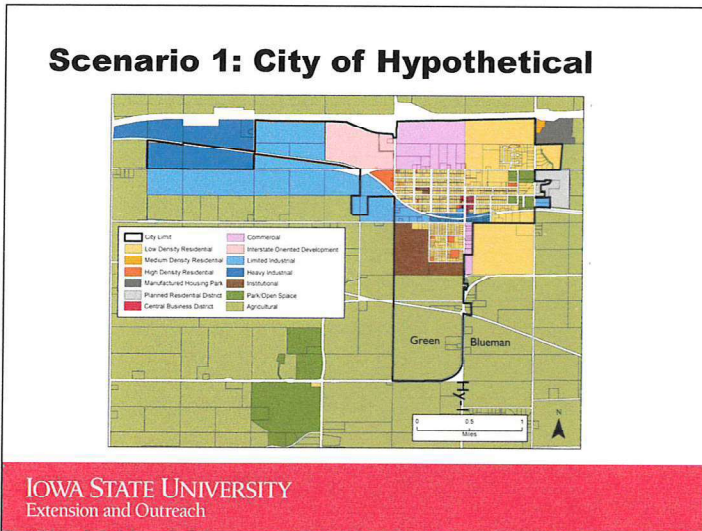 Scenario 1: City of Hypothetical
City Limit
Low Density Residential
Medium Density Residential
High Density Residential
Manufactured Housing Park
Planned Residential District
Central Business District
Commercial
Interstate Oriented Development
Limited Industrial
Heavy Industrial
Institutional
Park/Open Space
Agricultural
Green
Blueman
Hy-I
0 0.5 1
Miles
N
IOWA STATE UNIVERSITY
Extension and Outreach